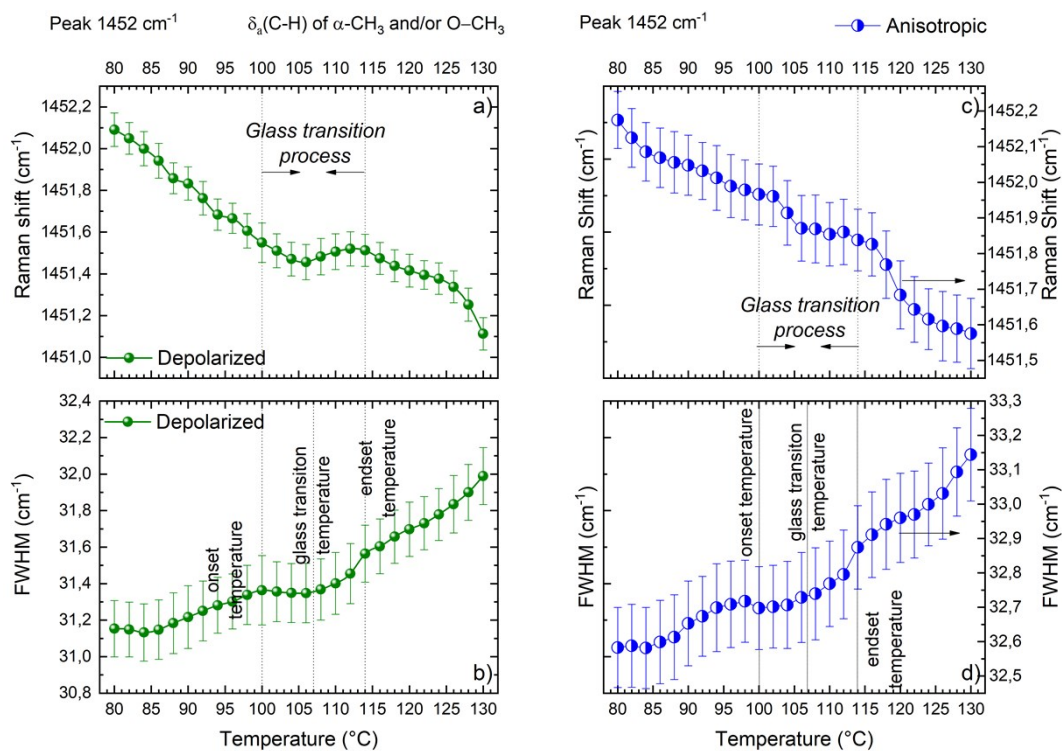 Peak 1452 cm⁻¹ δₐ(C-H) of α-CH₃ and/or O−CH₃
80 85 90 95 100 105 110 115 120 125 130
a)
Glass transition
process
1452,2
1452,0
1451,8
1451,6
1451,4
1451,2
1451,0
Raman shift (cm⁻¹)
Depolarized
32,4
32,2
32,0
31,8
31,6
31,4
31,2
31,0
30,8
FWHM (cm⁻¹)
Depolarized
onset
temperature
glass transiton
temperature
endset
temperature
b)
80 85 90 95 100 105 110 115 120 125 130
Temperature (°C)
Peak 1452 cm⁻¹
Anisotropic
80 85 90 95 100 105 110 115 120 125 130
c)
Raman Shift (cm⁻¹)
Glass transition
process
1452,2
1452,1
1452,0
1451,9
1451,8
1451,7
1451,6
1451,5
Raman Shift (cm⁻¹)
FWHM (cm⁻¹)
onset temperature
glass transiton
temperature
endset
temperature
d)
33,3
33,2
33,1
33,0
32,9
32,8
32,7
32,6
32,5
FWHM (cm⁻¹)
80 85 90 95 100 105 110 115 120 125 130
Temperature (°C)